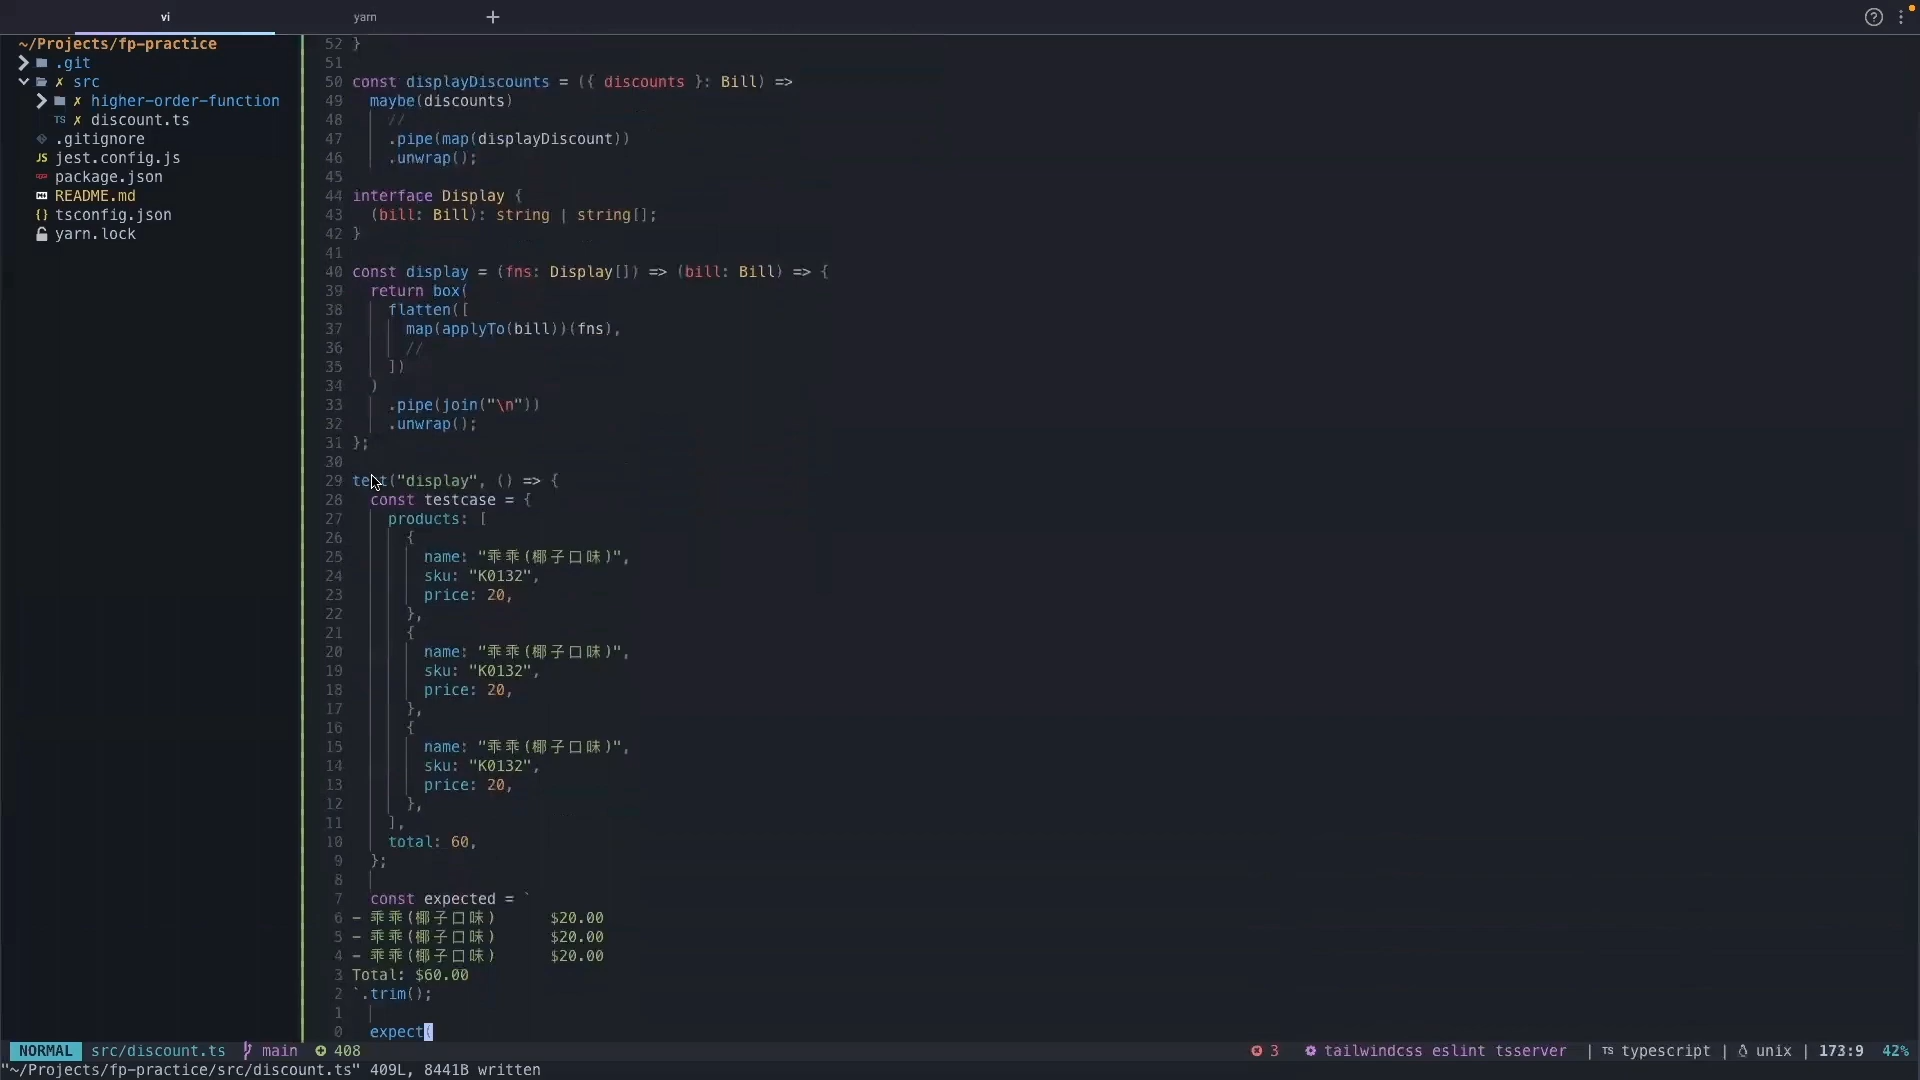 vi
yarn
~/Projects/fp-practice
.git
src
higher-order-function
TS ✗ discount.ts
.gitignore
JS jest.config.js
package.json
README.md
{} tsconfig.json
yarn.lock
52 }
51
50 const displayDiscounts = ({ discounts }: Bill) =>
49 maybe(discounts)
48 //
47 .pipe(map(displayDiscount))
46 .unwrap();
45
44 interface Display {
43 (bill: Bill): string | string[];
42 }
41
40 const display = (fns: Display[]) => (bill: Bill) => {
39 return box(
38 flatten([
37 map(applyTo(bill))(fns),
36 //
35 ])
34 )
33 .pipe(join("\n"))
32 .unwrap();
31 };
30
29 test("display", () => {
28 const testcase = {
27 products: [
26 {
25 name: "乖乖(椰子口味)",
24 sku: "K0132",
23 price: 20,
22 },
21 {
20 name: "乖乖(椰子口味)",
19 sku: "K0132",
18 price: 20,
17 },
16 {
15 name: "乖乖(椰子口味)",
14 sku: "K0132",
13 price: 20,
12 },
11 ],
10 total: 60,
9 };
8
7 const expected = `
6 - 乖乖(椰子口味) $20.00
5 - 乖乖(椰子口味) $20.00
4 - 乖乖(椰子口味) $20.00
3 Total: $60.00
2 `.trim();
1
0 expect(
NORMAL src/discount.ts main 408 3 tailwindcss eslint tsserver | TS typescript | unix | 173:9 42%
"~/Projects/fp-practice/src/discount.ts" 409L, 8441B written